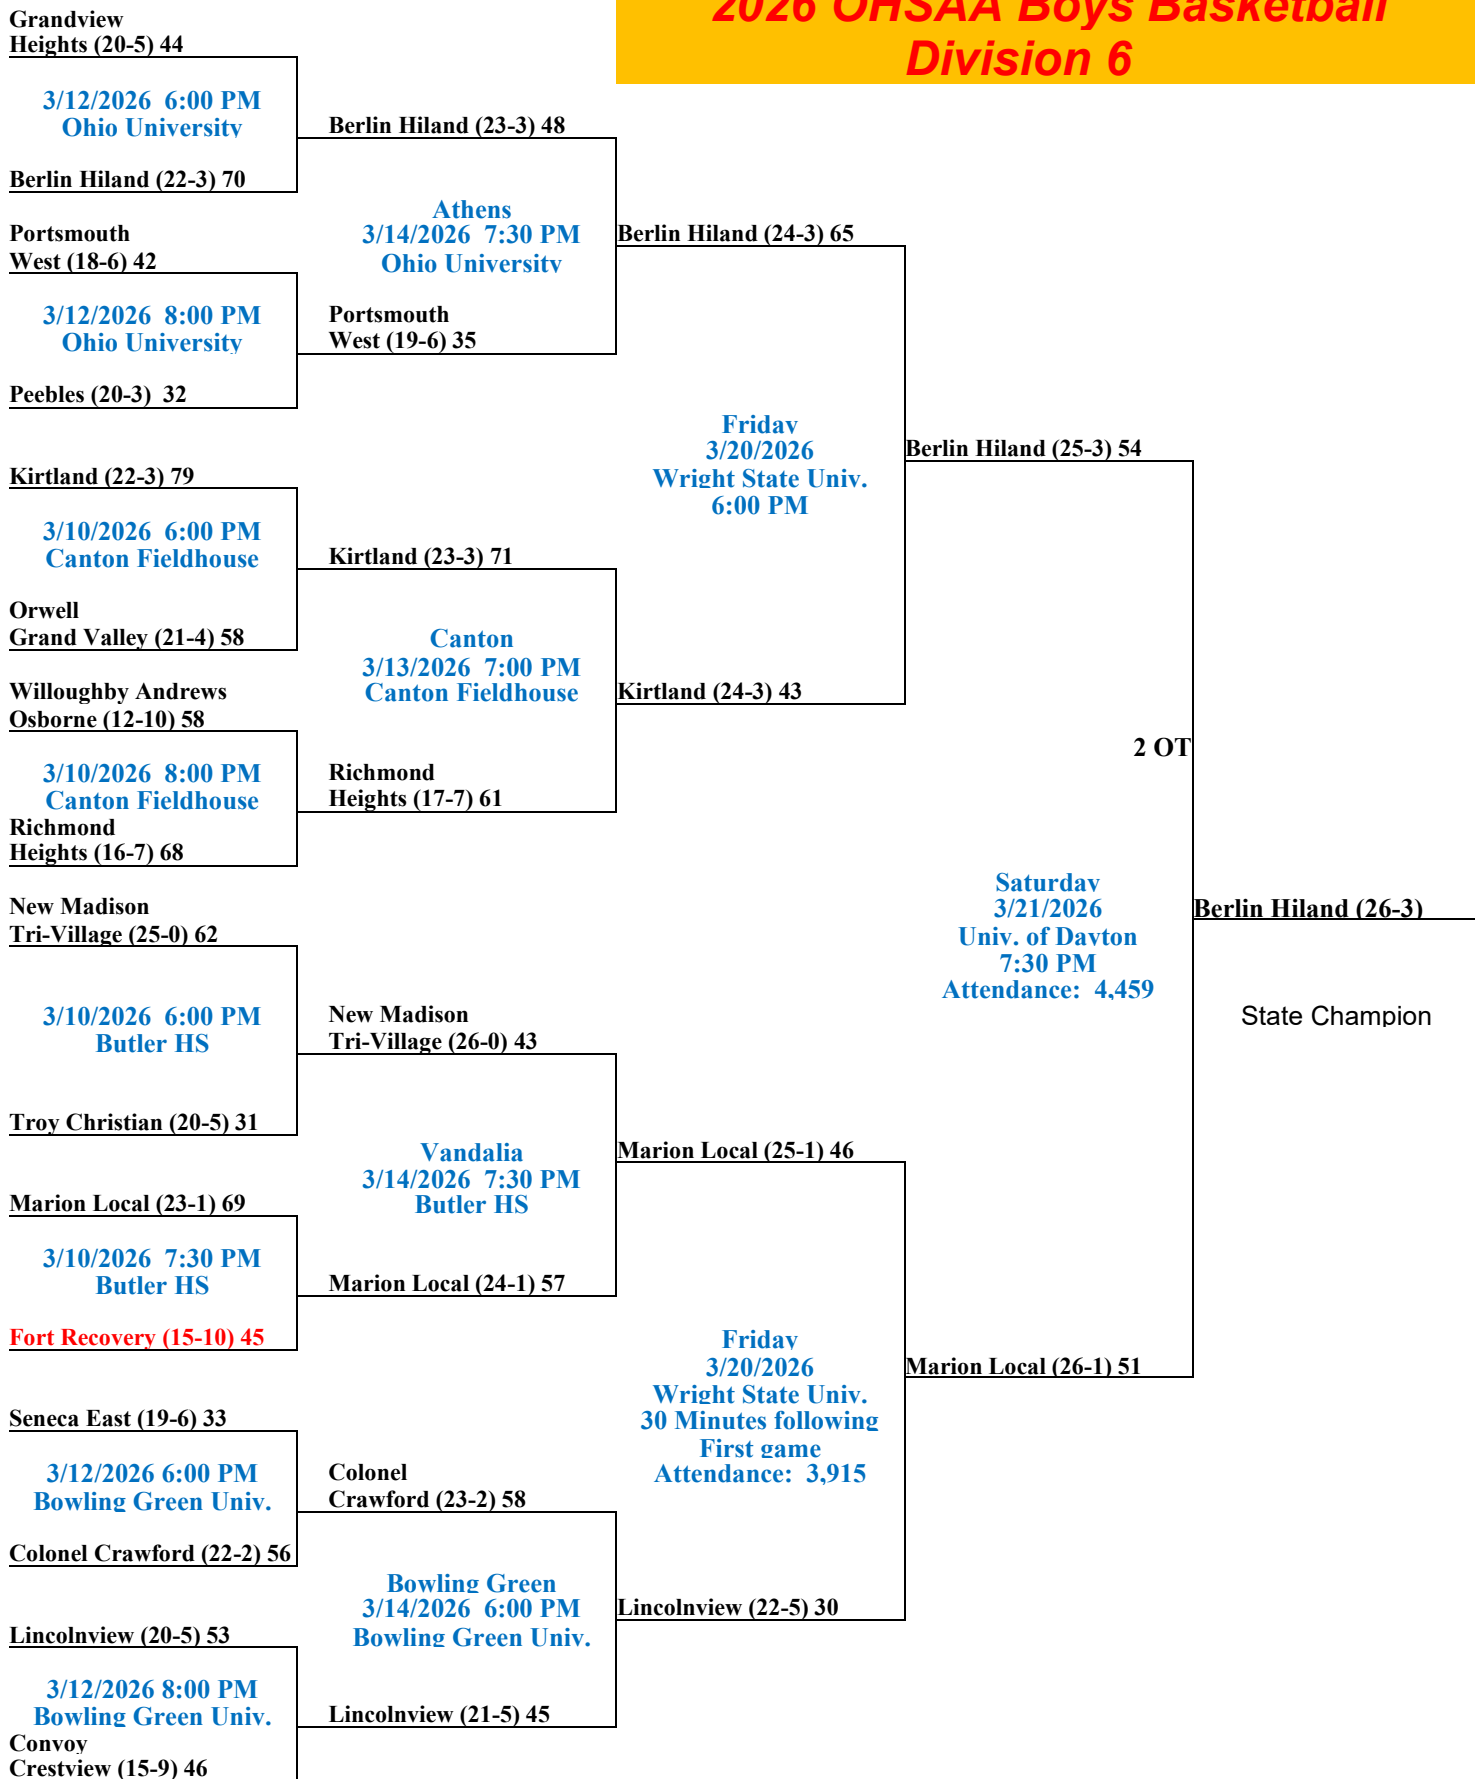 2026 OHSAA Boys Basketball
Division 6
Grandview
Heights (20-5) 44
3/12/2026 6:00 PM
Ohio University
Berlin Hiland (22-3) 70
Portsmouth
West (18-6) 42
3/12/2026 8:00 PM
Ohio University
Peebles (20-3) 32
Kirtland (22-3) 79
3/10/2026 6:00 PM
Canton Fieldhouse
Orwell
Grand Valley (21-4) 58
Willoughby Andrews
Osborne (12-10) 58
3/10/2026 8:00 PM
Canton Fieldhouse
Richmond
Heights (16-7) 68
New Madison
Tri-Village (25-0) 62
3/10/2026 6:00 PM
Butler HS
Troy Christian (20-5) 31
Marion Local (23-1) 69
3/10/2026 7:30 PM
Butler HS
Fort Recovery (15-10) 45
Seneca East (19-6) 33
3/12/2026 6:00 PM
Bowling Green Univ.
Colonel Crawford (22-2) 56
Lincolnview (20-5) 53
3/12/2026 8:00 PM
Bowling Green Univ.
Convoy
Crestview (15-9) 46
Berlin Hiland (23-3) 48
Athens
3/14/2026 7:30 PM
Ohio University
Portsmouth
West (19-6) 35
Kirtland (23-3) 71
Canton
3/13/2026 7:00 PM
Canton Fieldhouse
Richmond
Heights (17-7) 61
New Madison
Tri-Village (26-0) 43
Vandalia
3/14/2026 7:30 PM
Butler HS
Marion Local (24-1) 57
Colonel
Crawford (23-2) 58
Bowling Green
3/14/2026 6:00 PM
Bowling Green Univ.
Lincolnview (21-5) 45
Berlin Hiland (24-3) 65
Friday
3/20/2026
Wright State Univ.
6:00 PM
Kirtland (24-3) 43
Marion Local (25-1) 46
Friday
3/20/2026
Wright State Univ.
30 Minutes following
First game
Attendance: 3,915
Lincolnview (22-5) 30
Berlin Hiland (25-3) 54
2 OT
Saturday
3/21/2026
Univ. of Dayton
7:30 PM
Attendance: 4,459
Marion Local (26-1) 51
Berlin Hiland (26-3)
State Champion